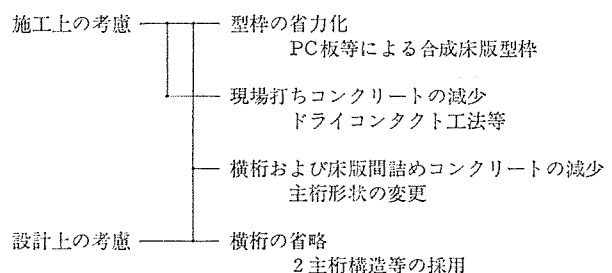 施工上の考慮 型枠の省力化
PC板等による合成床版型枠
現場打ちコンクリートの減少
ドライコンタクト工法等
横桁および床版間詰めコンクリートの減少
主桁形状の変更
設計上の考慮 横桁の省略
2主桁構造等の採用